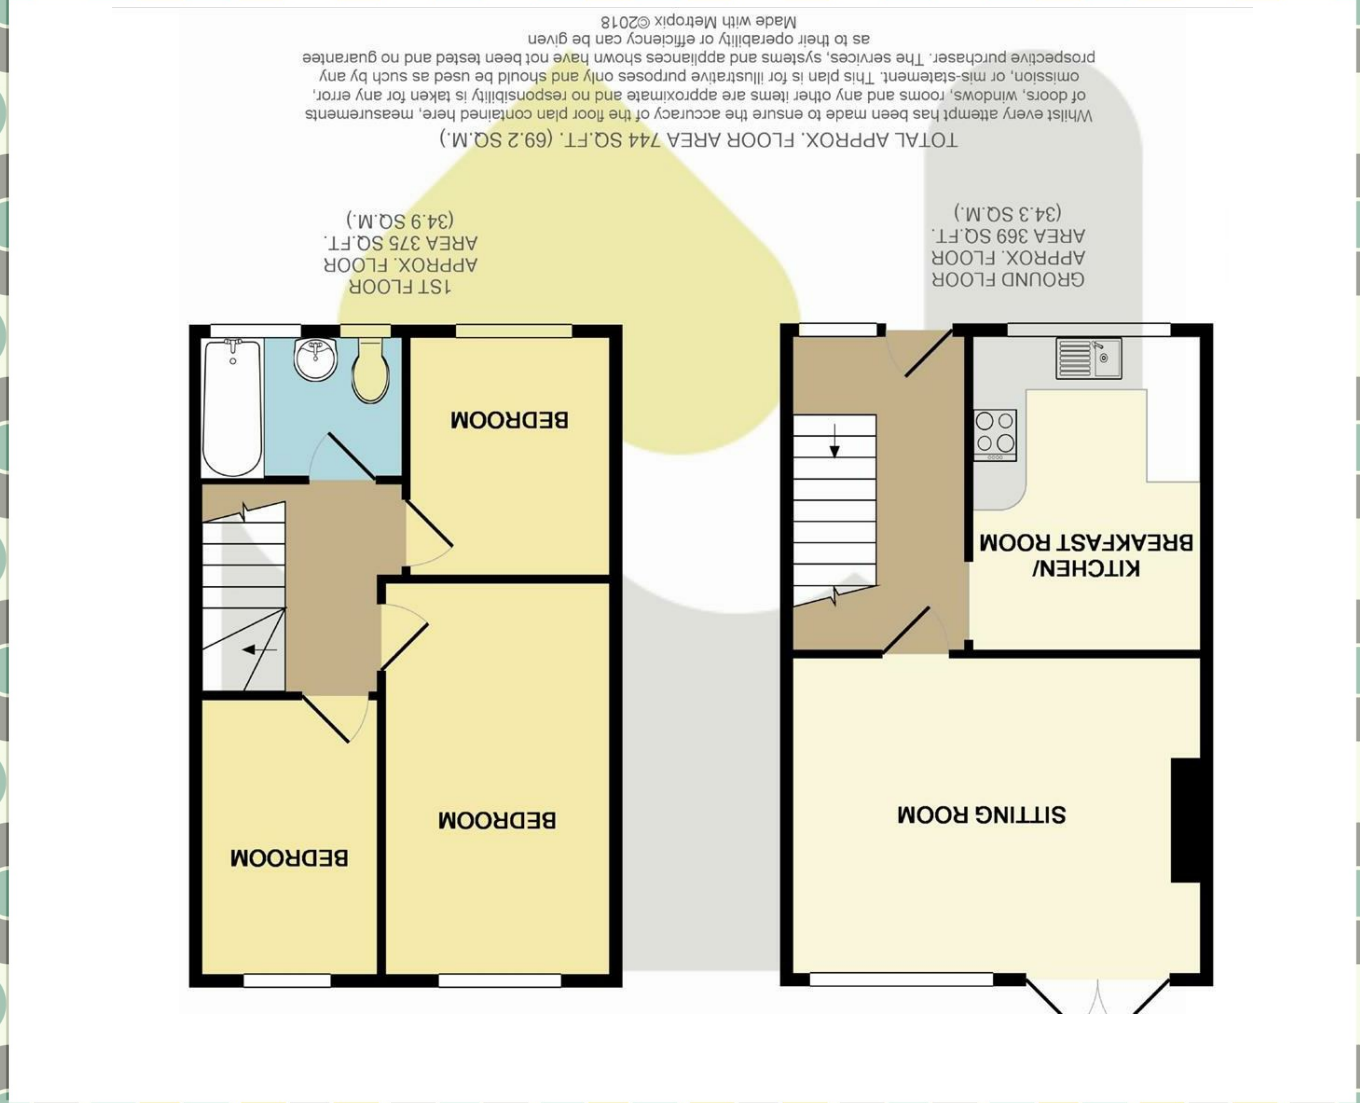 SITTING ROOM
KITCHEN/
BREAKFAST ROOM
GROUND FLOOR
APPROX. FLOOR
AREA 369 SQ.FT.
(34.3 SQ.M.)
BEDROOM
BEDROOM
BEDROOM
1ST FLOOR
APPROX. FLOOR
AREA 375 SQ.FT.
(34.9 SQ.M.)
TOTAL APPROX. FLOOR AREA 744 SQ.FT. (69.2 SQ.M.)
Whilst every attempt has been made to ensure the accuracy of the floor plan contained here, measurements
of doors, windows, rooms and any other items are approximate and no responsibility is taken for any error,
omission, or mis-statement. This plan is for illustrative purposes only and should be used as such by any
prospective purchaser. The services, systems and appliances shown have not been tested and no guarantee
as to their operability or efficiency can be given
Made with Metropix ©2018